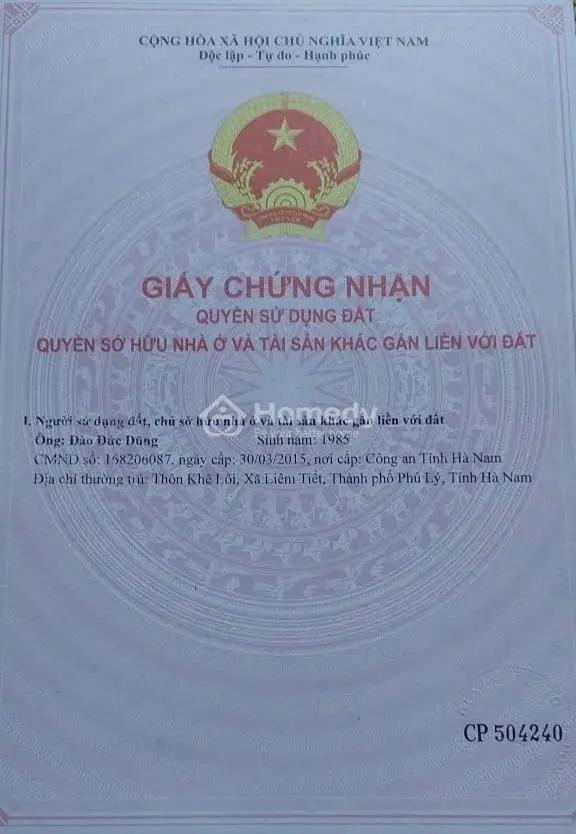 CỘNG HÒA XÃ HỘI CHỦ NGHĨA VIỆT NAM
Độc lập - Tự do - Hạnh phúc
VIỆT NAM
GIẤY CHỨNG NHẬN
QUYỀN SỬ DỤNG ĐẤT
QUYỀN SỞ HỮU NHÀ Ở VÀ TÀI SẢN KHÁC GẮN LIỀN VỚI ĐẤT
Homedy
I. Người sử dụng đất, chủ sở hữu nhà ở và tài sản khác gắn liền với đất
Ông: Đào Đức Dũng Sinh năm: 1985
CMND số: 168206087, ngày cấp: 30/03/2015, nơi cấp: Công an Tỉnh Hà Nam
Địa chỉ thường trú: Thôn Khê Lôi, Xã Liêm Tiết, Thành phố Phủ Lý, Tỉnh Hà Nam
CP 504240